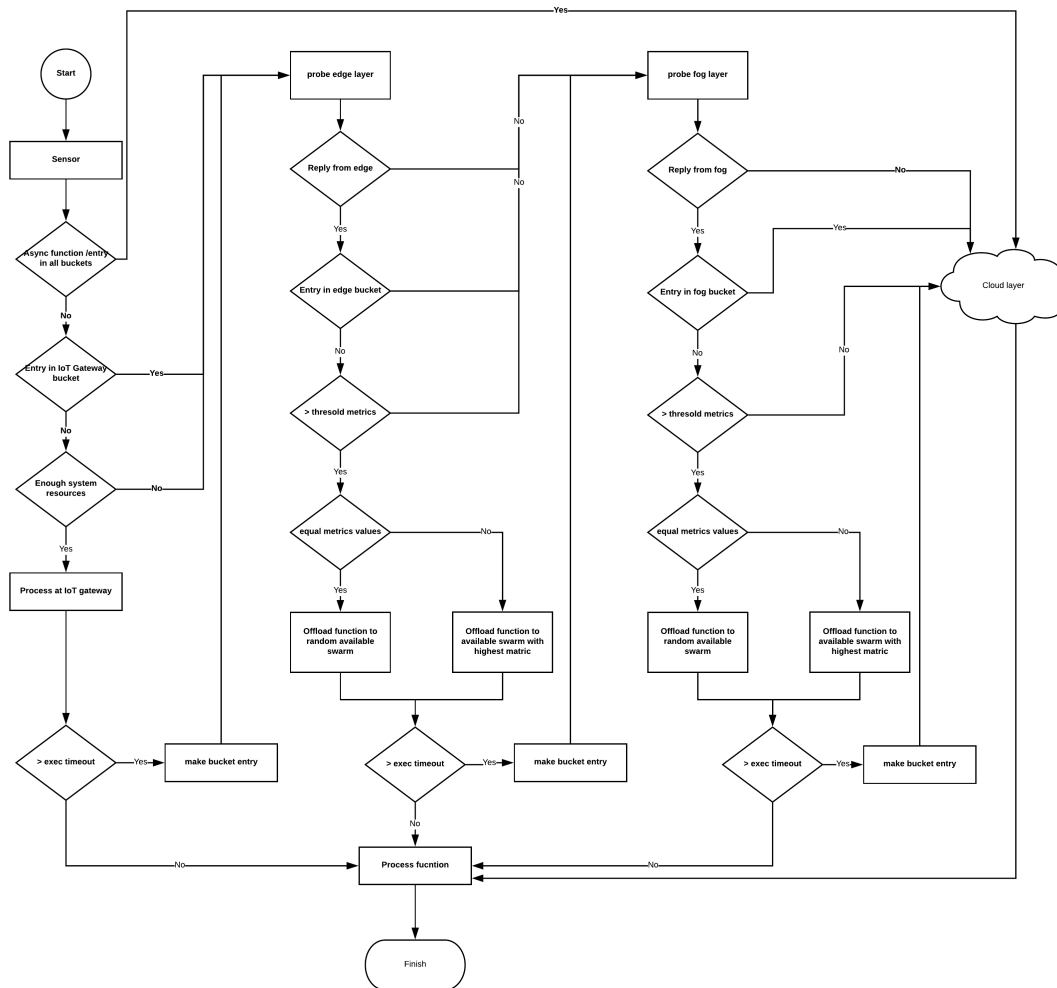 Yes
Start
Sensor
Async function /entry
in all buckets
No
Entry in IoT Gateway
bucket
Yes
No
Enough system
resources
No
Yes
Process at IoT gateway
> exec timeout
Yes
make bucket entry
No
probe edge layer
Reply from edge
No
No
Yes
Entry in edge bucket
No
> thresold metrics
Yes
equal metrics values
No
Yes
Offload function to
random available
swarm
Offload function to
available swarm with
highest matric
> exec timeout
Yes
make bucket entry
No
probe fog layer
Reply from fog
No
Yes
Entry in fog bucket
Yes
No
> thresold metrics
No
Yes
equal metrics values
No
Yes
Offload function to
random available
swarm
Offload function to
available swarm with
highest matric
> exec timeout
Yes
make bucket entry
No
Cloud layer
Process fucntion
Finish